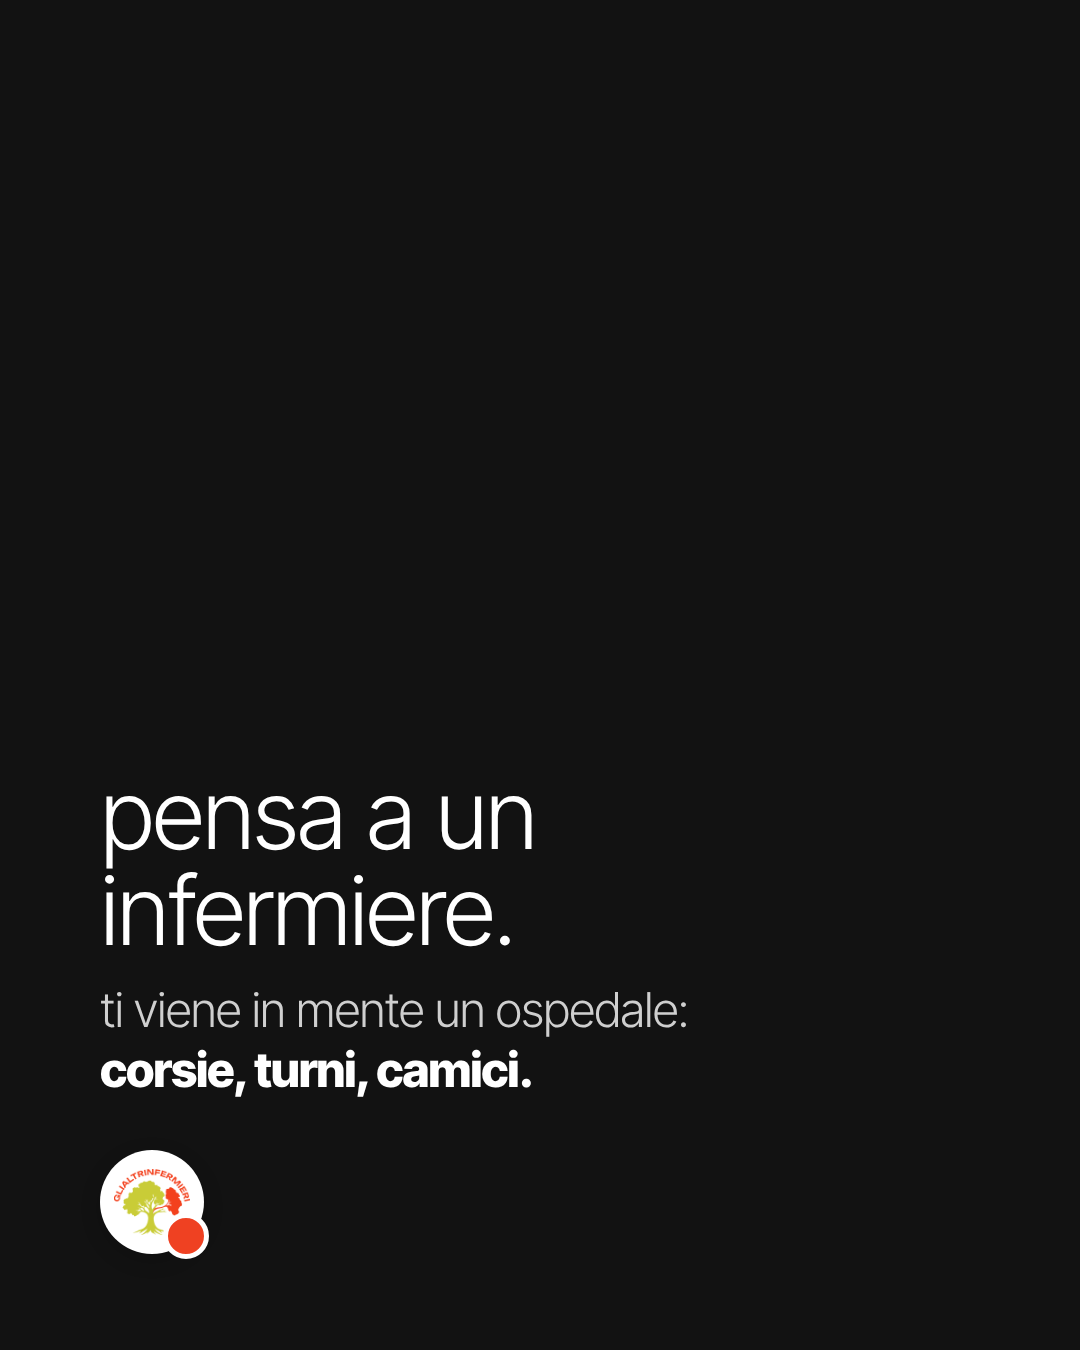 pensa a un
infermiere.
ti viene in mente un ospedale:
corsie, turni, camici.
GLIALTRINFERMIERI